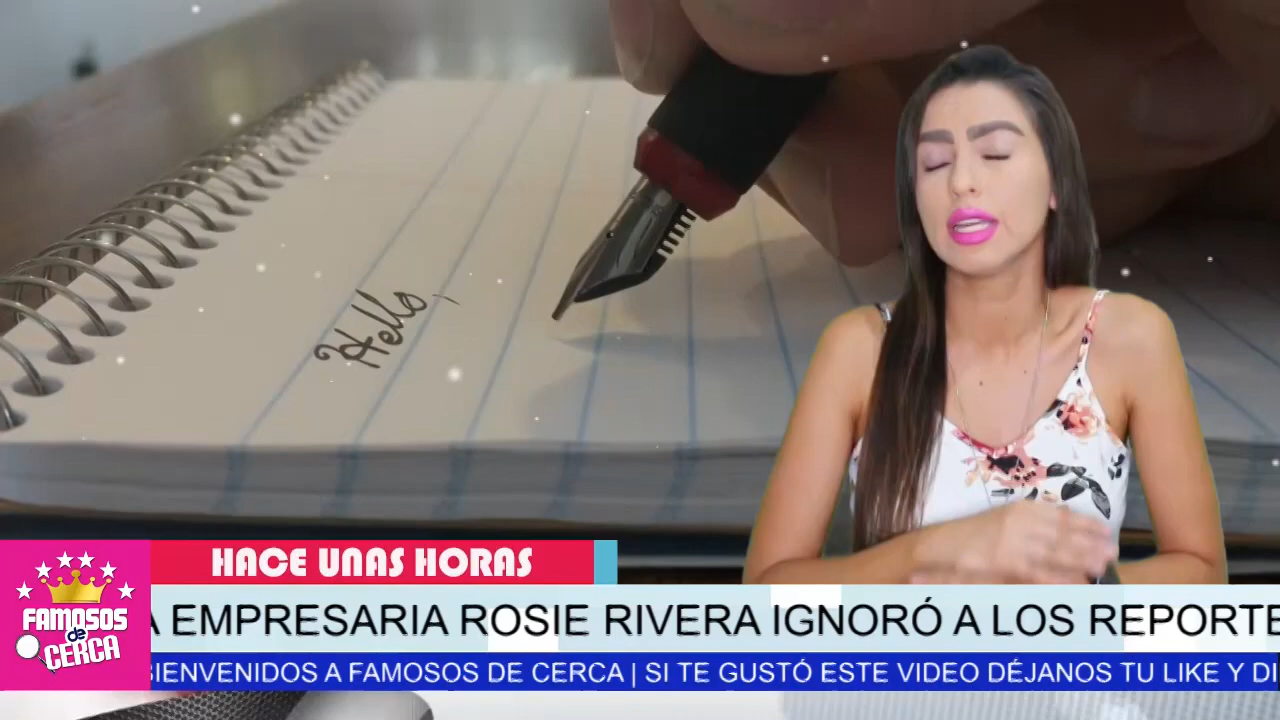 Hello,
HACE UNAS HORAS
FAMOSOS
de
CERCA
A EMPRESARIA ROSIE RIVERA IGNORÓ A LOS REPORTE
BIENVENIDOS A FAMOSOS DE CERCA | SI TE GUSTÓ ESTE VIDEO DÉJANOS TU LIKE Y DI